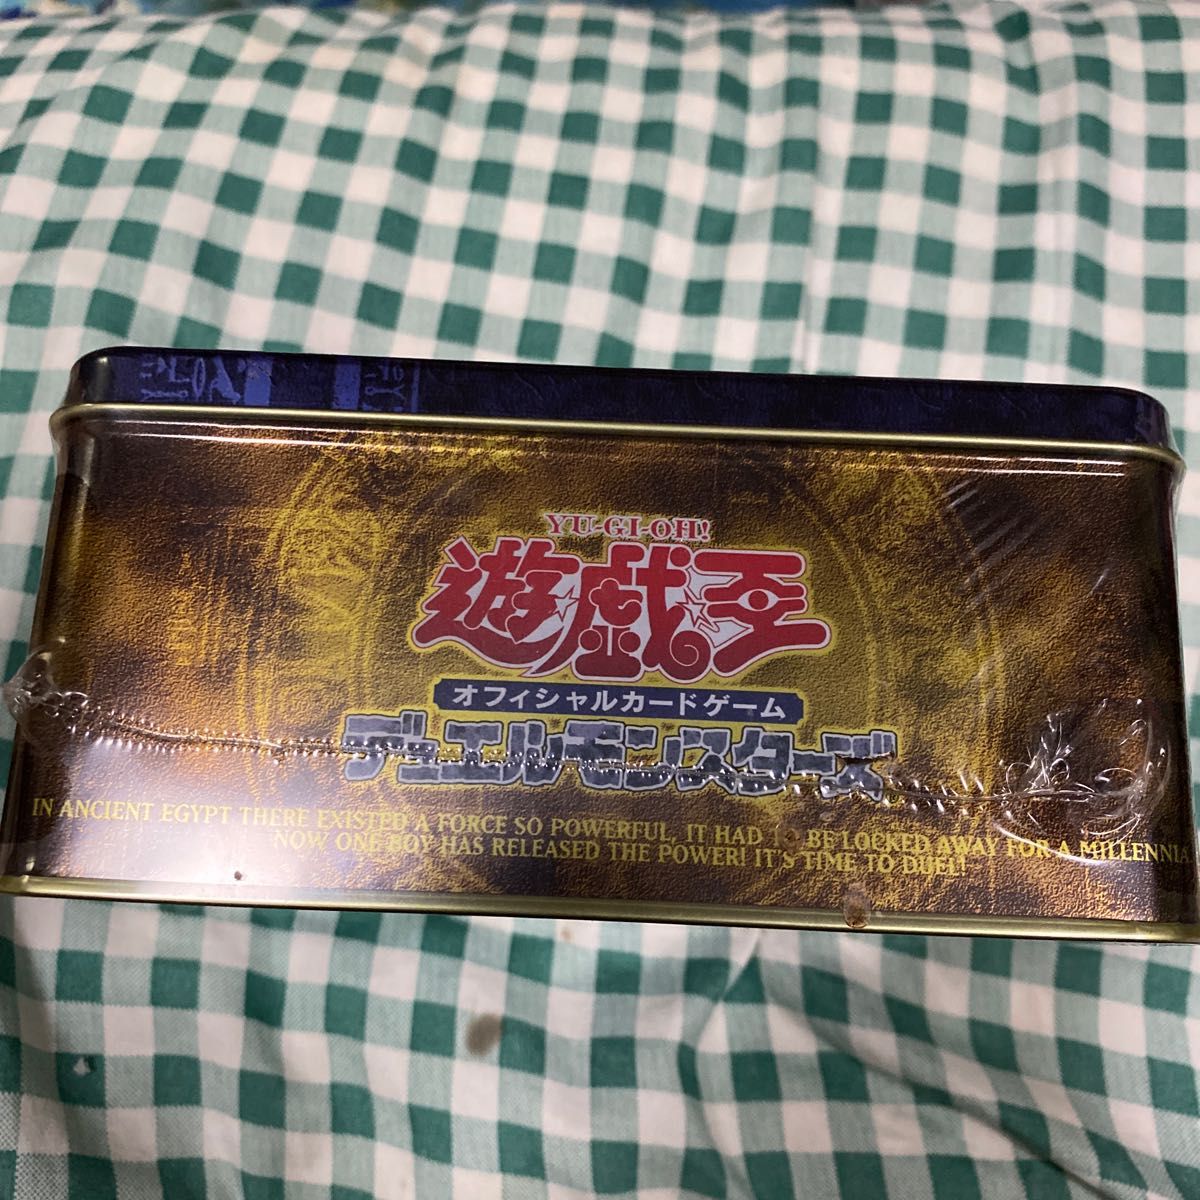 YU-GI-OH!
遊☆戯☆王
オフィシャルカードゲーム
デュエルモンスターズ
IN ANCIENT EGYPT THERE EXISTED A FORCE SO POWERFUL, IT HAD TO BE LOCKED AWAY FOR A MILLENNIA
NOW ONE BOY HAS RELEASED THE POWER! IT'S TIME TO DUEL!